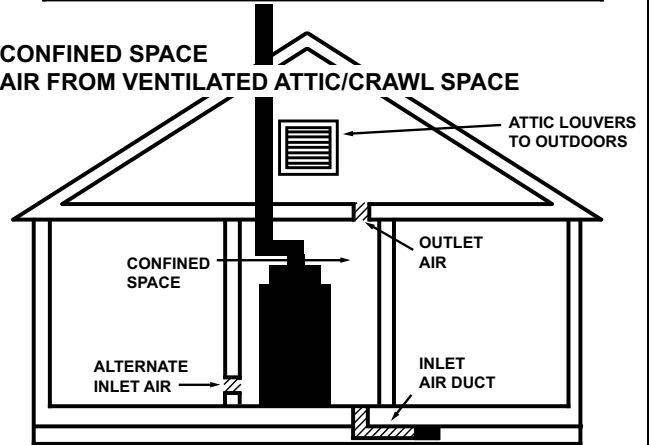 CONFINED SPACE
AIR FROM VENTILATED ATTIC/CRAWL SPACE
ATTIC LOUVERS
TO OUTDOORS
OUTLET
AIR
CONFINED
SPACE
ALTERNATE
INLET AIR
INLET
AIR DUCT